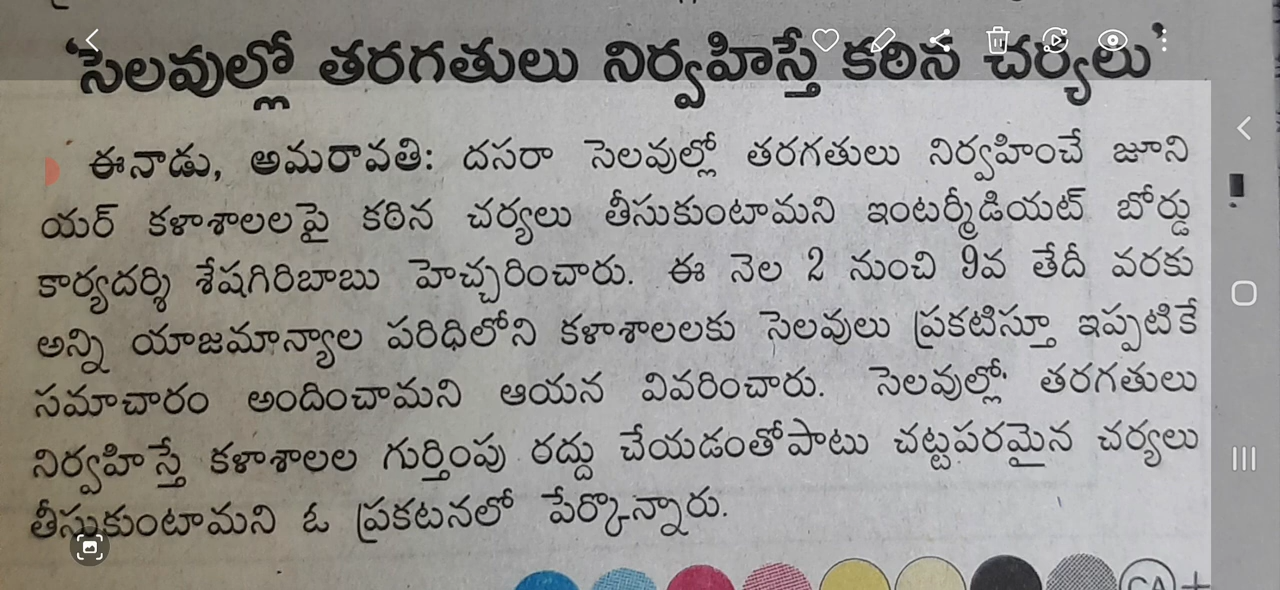 ‘సెలవుల్లో తరగతులు నిర్వహిస్తే కఠిన చర్యలు’
ఈనాడు, అమరావతి: దసరా సెలవుల్లో తరగతులు నిర్వహించే జూని
యర్ కళాశాలలపై కఠిన చర్యలు తీసుకుంటామని ఇంటర్మీడియట్ బోర్డు
కార్యదర్శి శేషగిరిబాబు హెచ్చరించారు. ఈ నెల 2 నుంచి 9వ తేదీ వరకు
అన్ని యాజమాన్యాల పరిధిలోని కళాశాలలకు సెలవులు ప్రకటిస్తూ ఇప్పటికే
సమాచారం అందించామని ఆయన వివరించారు. సెలవుల్లో తరగతులు
నిర్వహిస్తే కళాశాలల గుర్తింపు రద్దు చేయడంతోపాటు చట్టపరమైన చర్యలు
తీసుకుంటామని ఓ ప్రకటనలో పేర్కొన్నారు.
CA